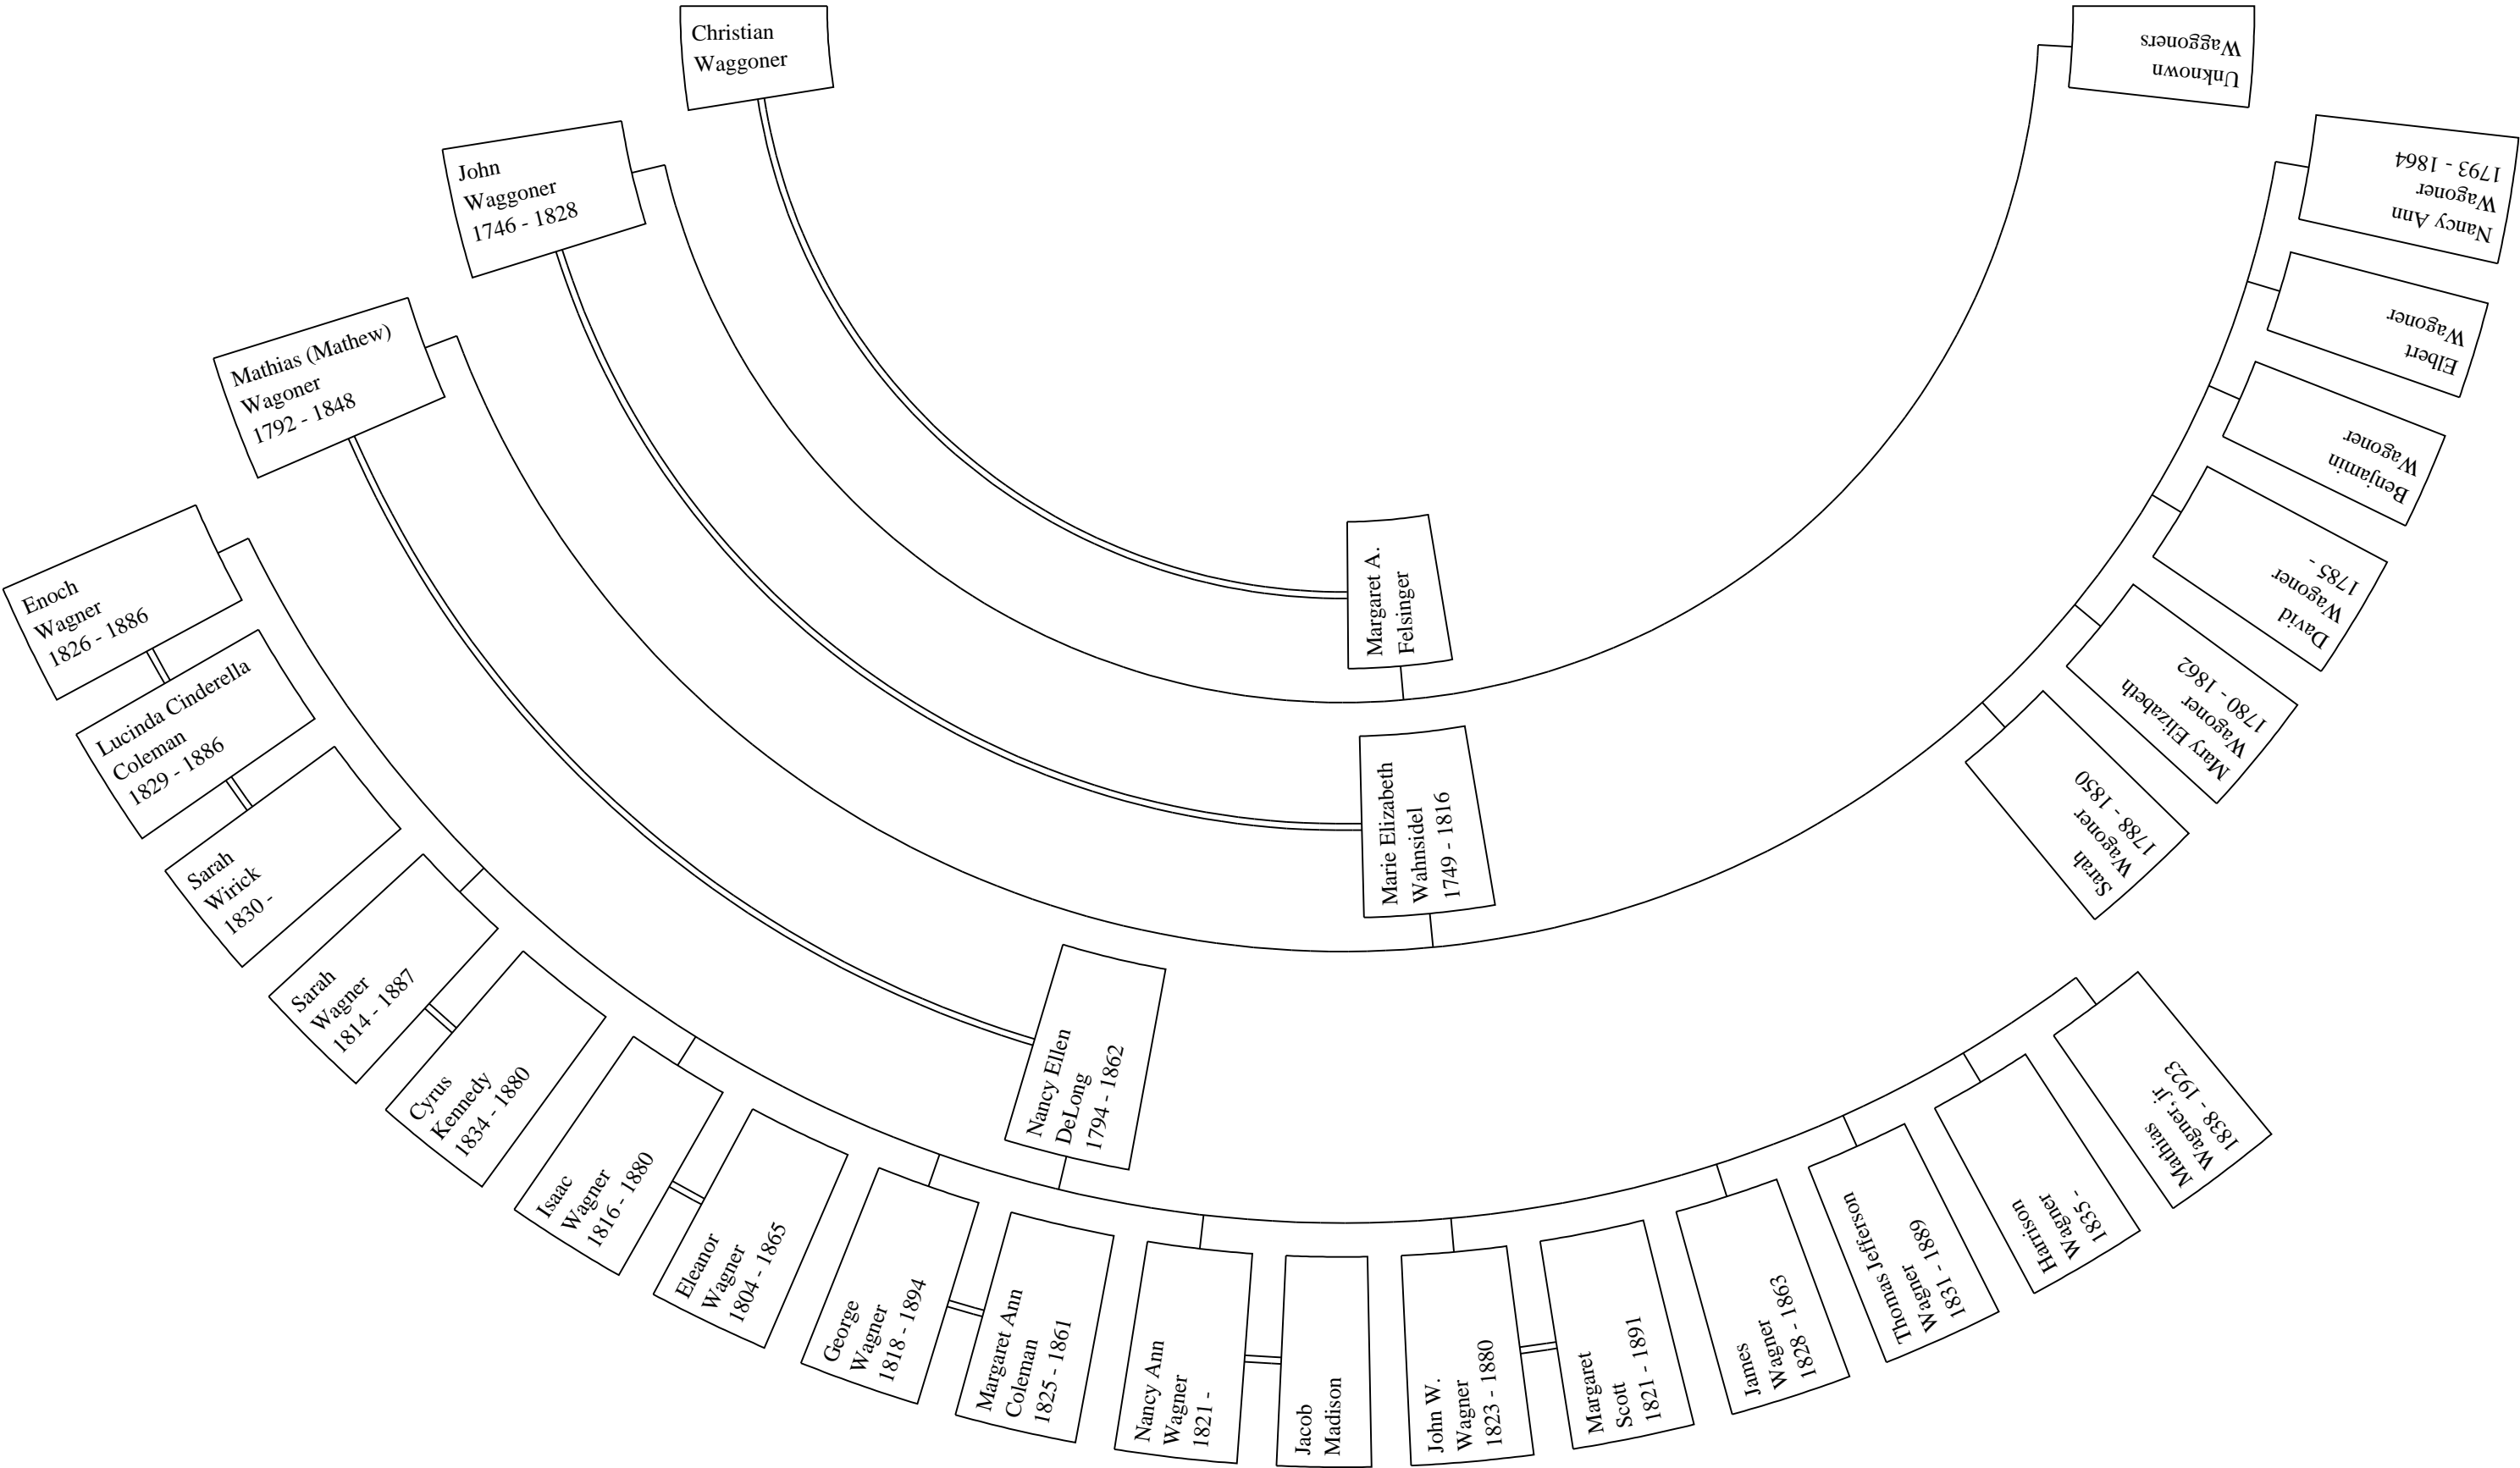 Christian
Waggoner
Unknown
Waggoners
John
Waggoner
1746 - 1828
Margaret A.
Felsinger
Mathias (Mathew)
Wagoner
1792 - 1848
Marie Elizabeth
Wahnsidel
1749 - 1816
Nancy Ann
Wagoner
1793 - 1864
Elbert
Wagoner
Benjamin
Wagoner
David
Wagoner
1785 -
Mary Elizabeth
Wagoner
1780 - 1862
Sarah
Wagoner
1788 - 1850
Nancy Ellen
DeLong
1794 - 1862
Enoch
Wagner
1826 - 1886
Lucinda Cinderella
Coleman
1829 - 1886
Sarah
Wirick
1830 -
Sarah
Wagner
1814 - 1887
Cyrus
Kennedy
1834 - 1880
Isaac
Wagner
1816 - 1880
Eleanor
Wagner
1804 - 1865
George
Wagner
1818 - 1894
Margaret Ann
Coleman
1825 - 1861
Nancy Ann
Wagner
1821 -
Jacob
Madison
John W.
Wagner
1823 - 1880
Margaret
Scott
1821 - 1891
James
Wagner
1828 - 1863
Thomas Jefferson
Wagner
1831 - 1889
Harrison
Wagner
1835 -
Mathias
Wagner, jr
1838 - 1923